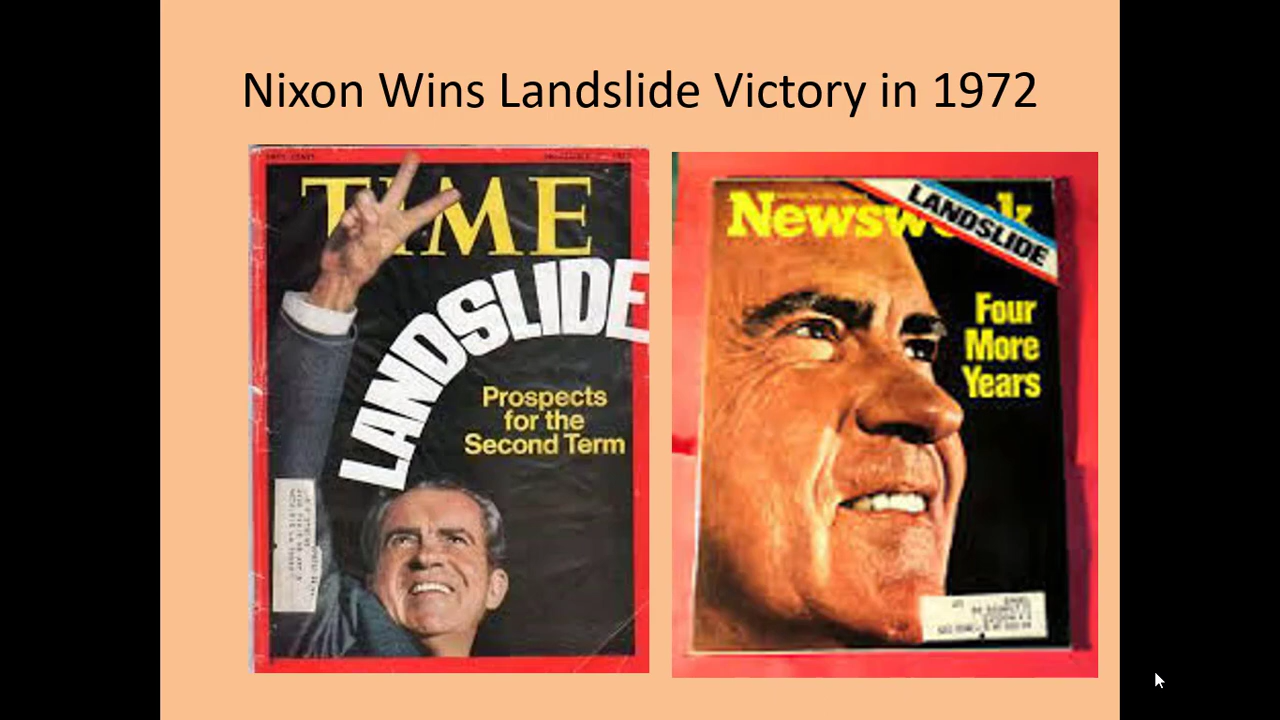 Nixon Wins Landslide Victory in 1972
TIME
LANDSLIDE
Prospects
for the
Second Term
Newsweek
LANDSLIDE
Four
More
Years